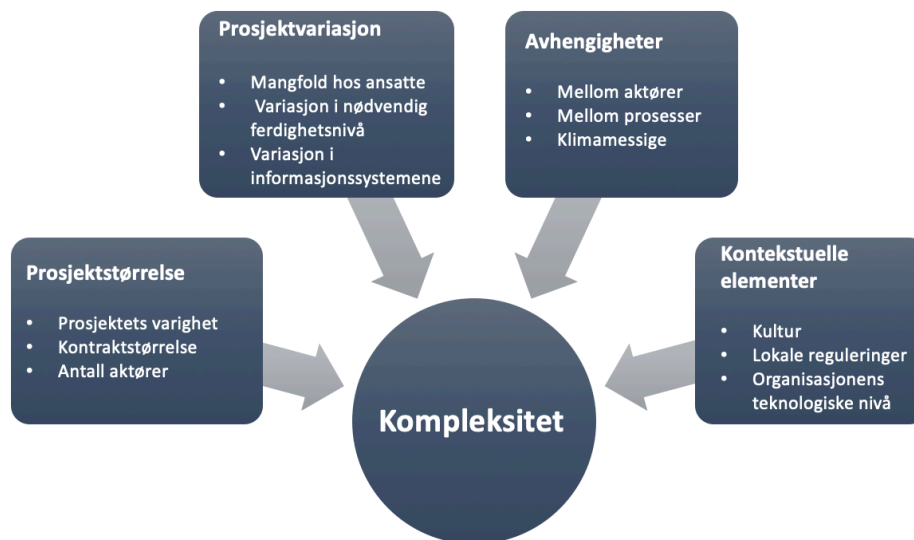 Prosjektvariasjon
• Mangfold hos ansatte
• Variasjon i nødvendig
ferdighetsnivå
• Variasjon i
informasjonssystemene
Avhengigheter
• Mellom aktører
• Mellom prosesser
• Klimamessige
Prosjektstørrelse
• Prosjektets varighet
• Kontraktstørrelse
• Antall aktører
Kontekstuelle
elementer
• Kultur
• Lokale reguleringer
• Organisasjonens
teknologiske nivå
Kompleksitet